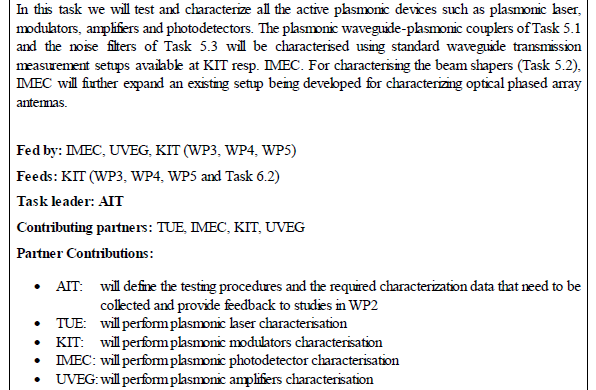 In this task we will test and characterize all the active plasmonic devices such as plasmonic laser,
modulators, amplifiers and photodetectors. The plasmonic waveguide-plasmonic couplers of Task 5.1
and the noise filters of Task 5.3 will be characterised using standard waveguide transmission
measurement setups available at KIT resp. IMEC. For characterising the beam shapers (Task 5.2),
IMEC will further expand an existing setup being developed for characterizing optical phased array
antennas.
Fed by: IMEC, UVEG, KIT (WP3, WP4, WP5)
Feeds: KIT (WP3, WP4, WP5 and Task 6.2)
Task leader: AIT
Contributing partners: TUE, IMEC, KIT, UVEG
Partner Contributions:
• AIT: will define the testing procedures and the required characterization data that need to be
collected and provide feedback to studies in WP2
• TUE: will perform plasmonic laser characterisation
• KIT: will perform plasmonic modulators characterisation
• IMEC: will perform plasmonic photodetector characterisation
• UVEG: will perform plasmonic amplifiers characterisation